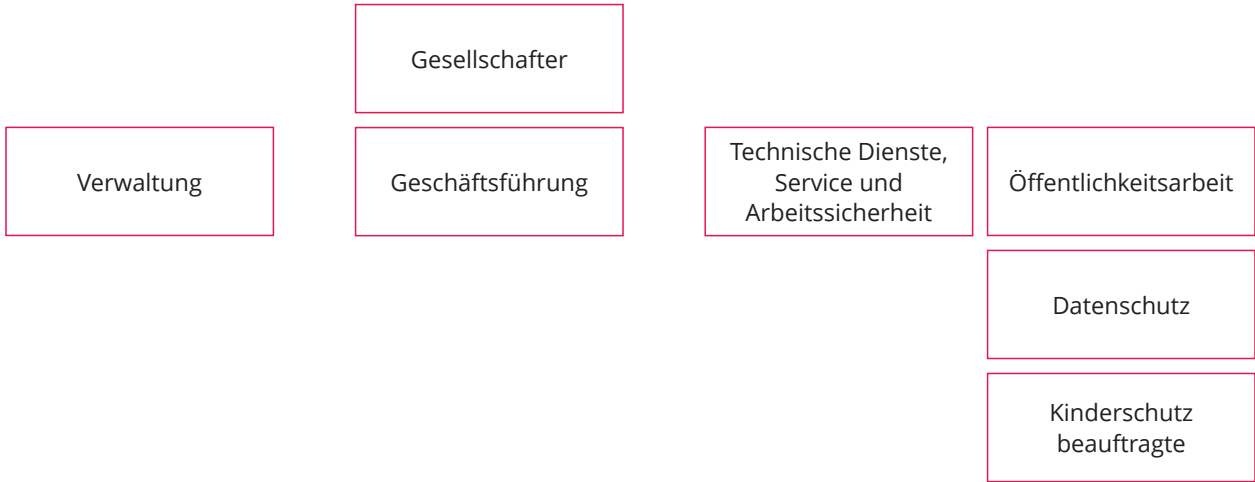 Gesellschafter
Verwaltung
Geschäftsführung
Technische Dienste,
Service und
Arbeitssicherheit
Öffentlichkeitsarbeit
Datenschutz
Kinderschutz
beauftragte